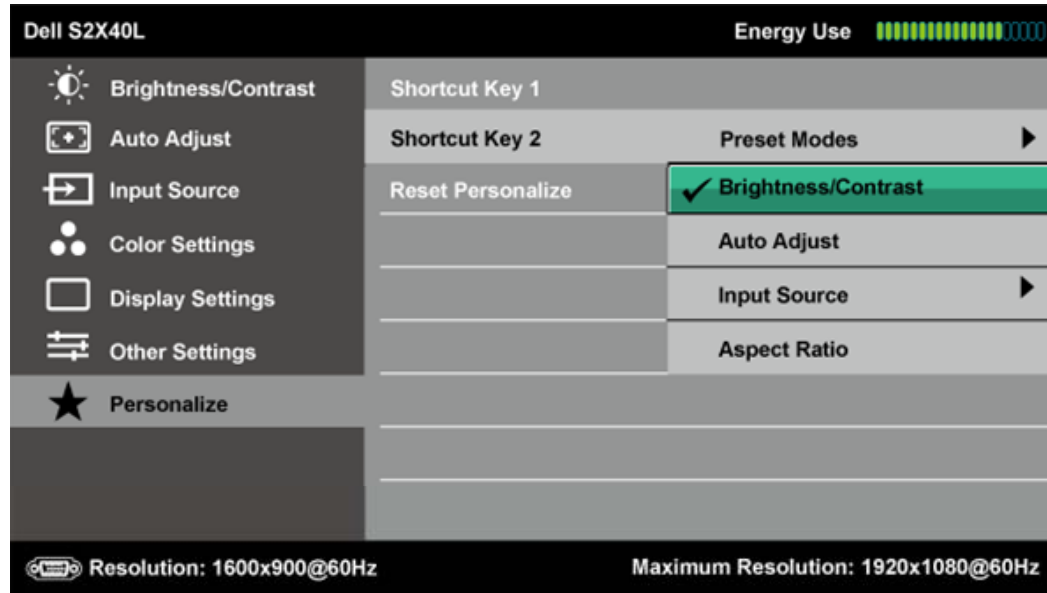 Dell S2X40L Energy Use
Brightness/Contrast Shortcut Key 1
Auto Adjust Shortcut Key 2 Preset Modes
Input Source Reset Personalize Brightness/Contrast
Color Settings Auto Adjust
Display Settings Input Source
Other Settings Aspect Ratio
Personalize
Resolution: 1600x900@60Hz Maximum Resolution: 1920x1080@60Hz